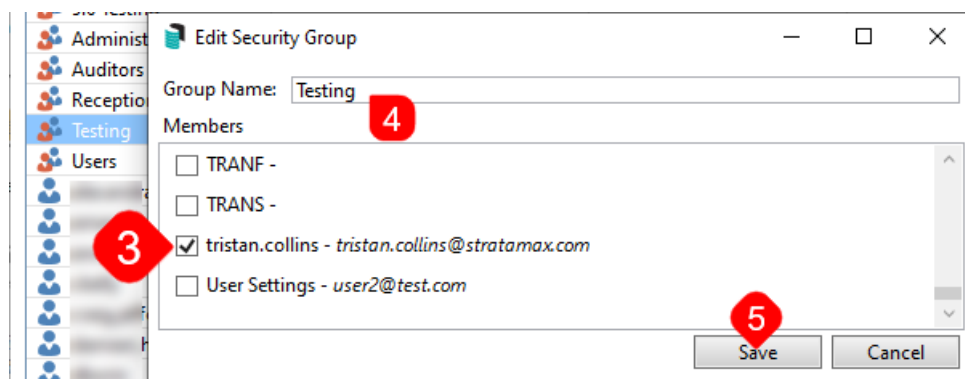 Administ
Auditors
Reception
Testing
Users
Edit Security Group
Group Name: Testing
4
Members
TRANF -
TRANS -
3
tristan.collins - tristan.collins@stratamax.com
User Settings - user2@test.com
5
Save
Cancel